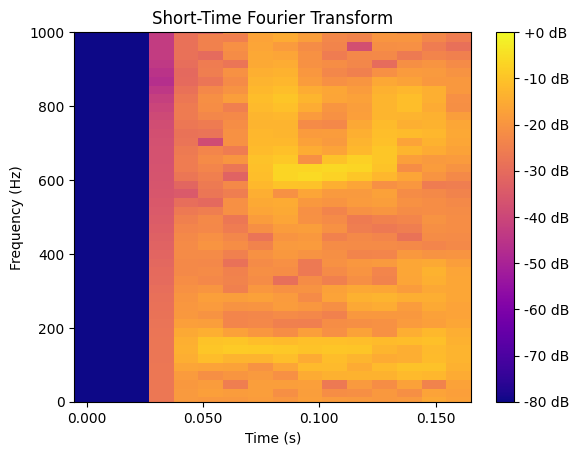 Short-Time Fourier Transform
Frequency (Hz)
1000
800
600
400
200
0
0.000
0.050
0.100
0.150
Time (s)
+0 dB
-10 dB
-20 dB
-30 dB
-40 dB
-50 dB
-60 dB
-70 dB
-80 dB